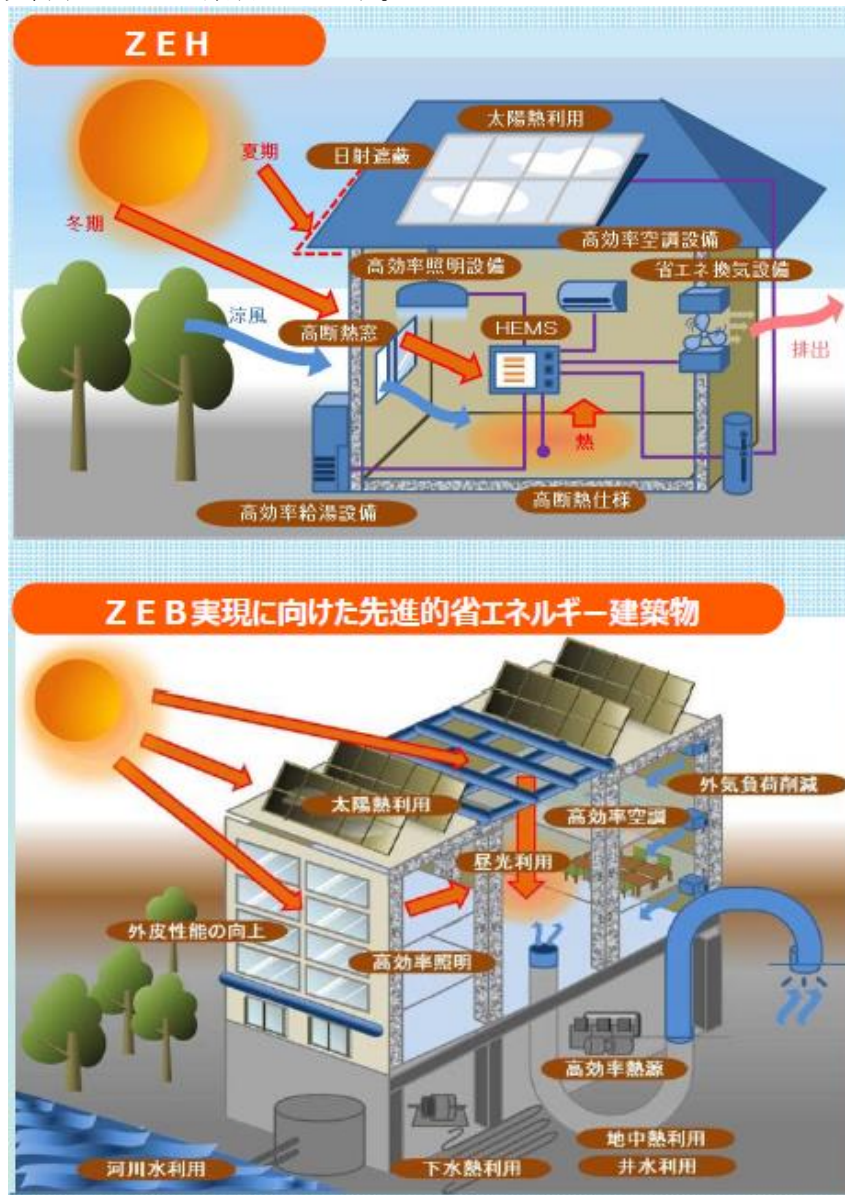 ＺＥＨ
太陽熱利用
夏期
日射遮蔽
冬期
高効率空調設備
高効率照明設備
省エネ換気設備
涼風
高断熱窓
HEMS
排出
熱
高効率給湯設備
高断熱仕様
ＺＥＢ実現に向けた先進的省エネルギー建築物
太陽熱利用
外気負荷削減
高効率空調
昼光利用
外皮性能の向上
高効率照明
高効率熱源
地中熱利用
河川水利用
下水熱利用
井水利用